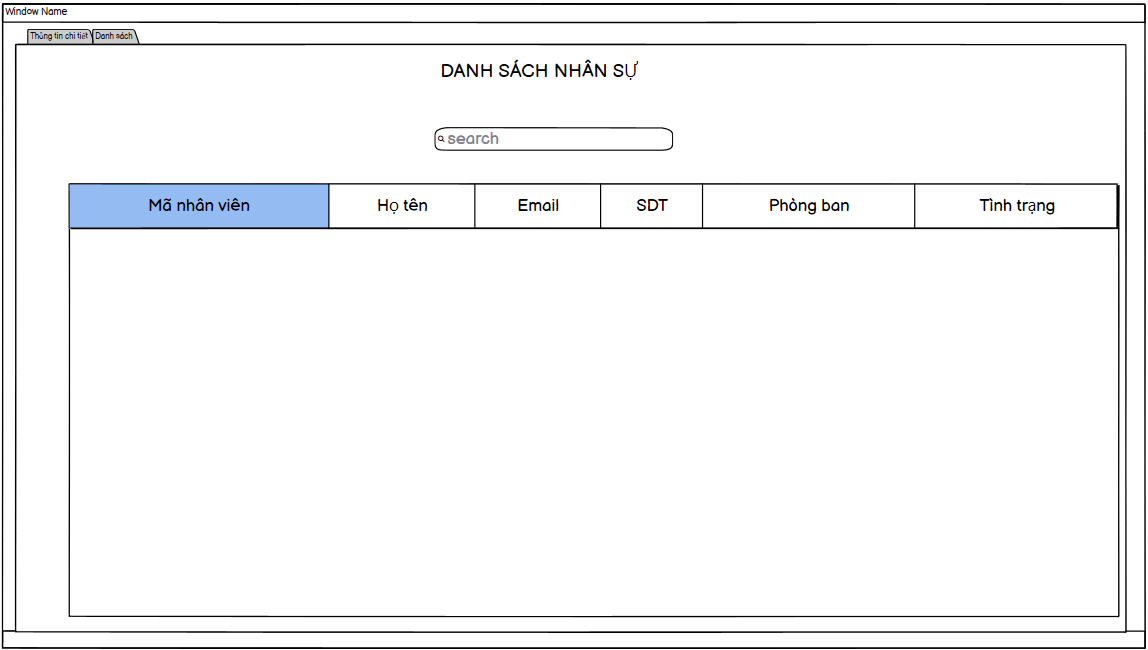 Window Name
Thông tin chi tiết Danh sách
DANH SÁCH NHÂN SỰ
search
Mã nhân viên Họ tên Email SDT Phòng ban Tình trạng